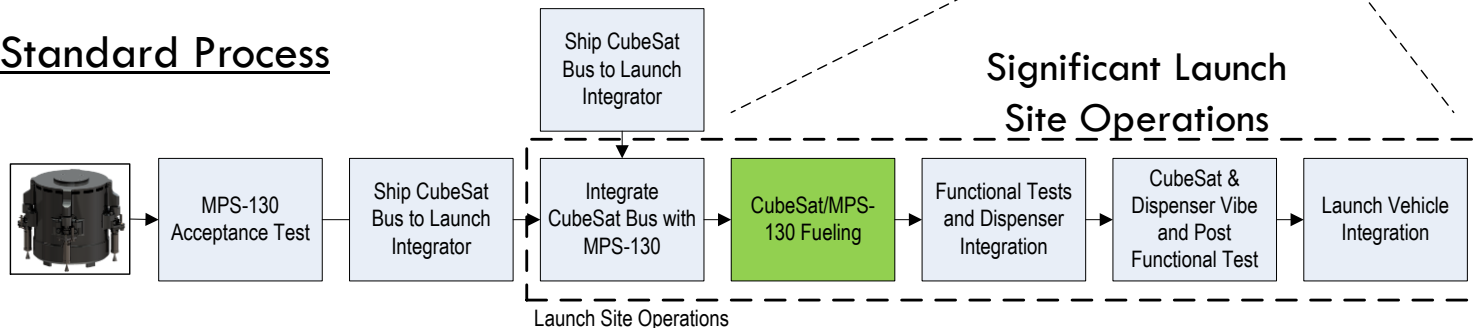 Standard Process
Ship CubeSat
Bus to Launch
Integrator
Significant Launch
Site Operations
MPS-130
Acceptance Test
Ship CubeSat
Bus to Launch
Integrator
Integrate
CubeSat Bus with
MPS-130
CubeSat/MPS-
130 Fueling
Functional Tests
and Dispenser
Integration
CubeSat &
Dispenser Vibe
and Post
Functional Test
Launch Vehicle
Integration
Launch Site Operations